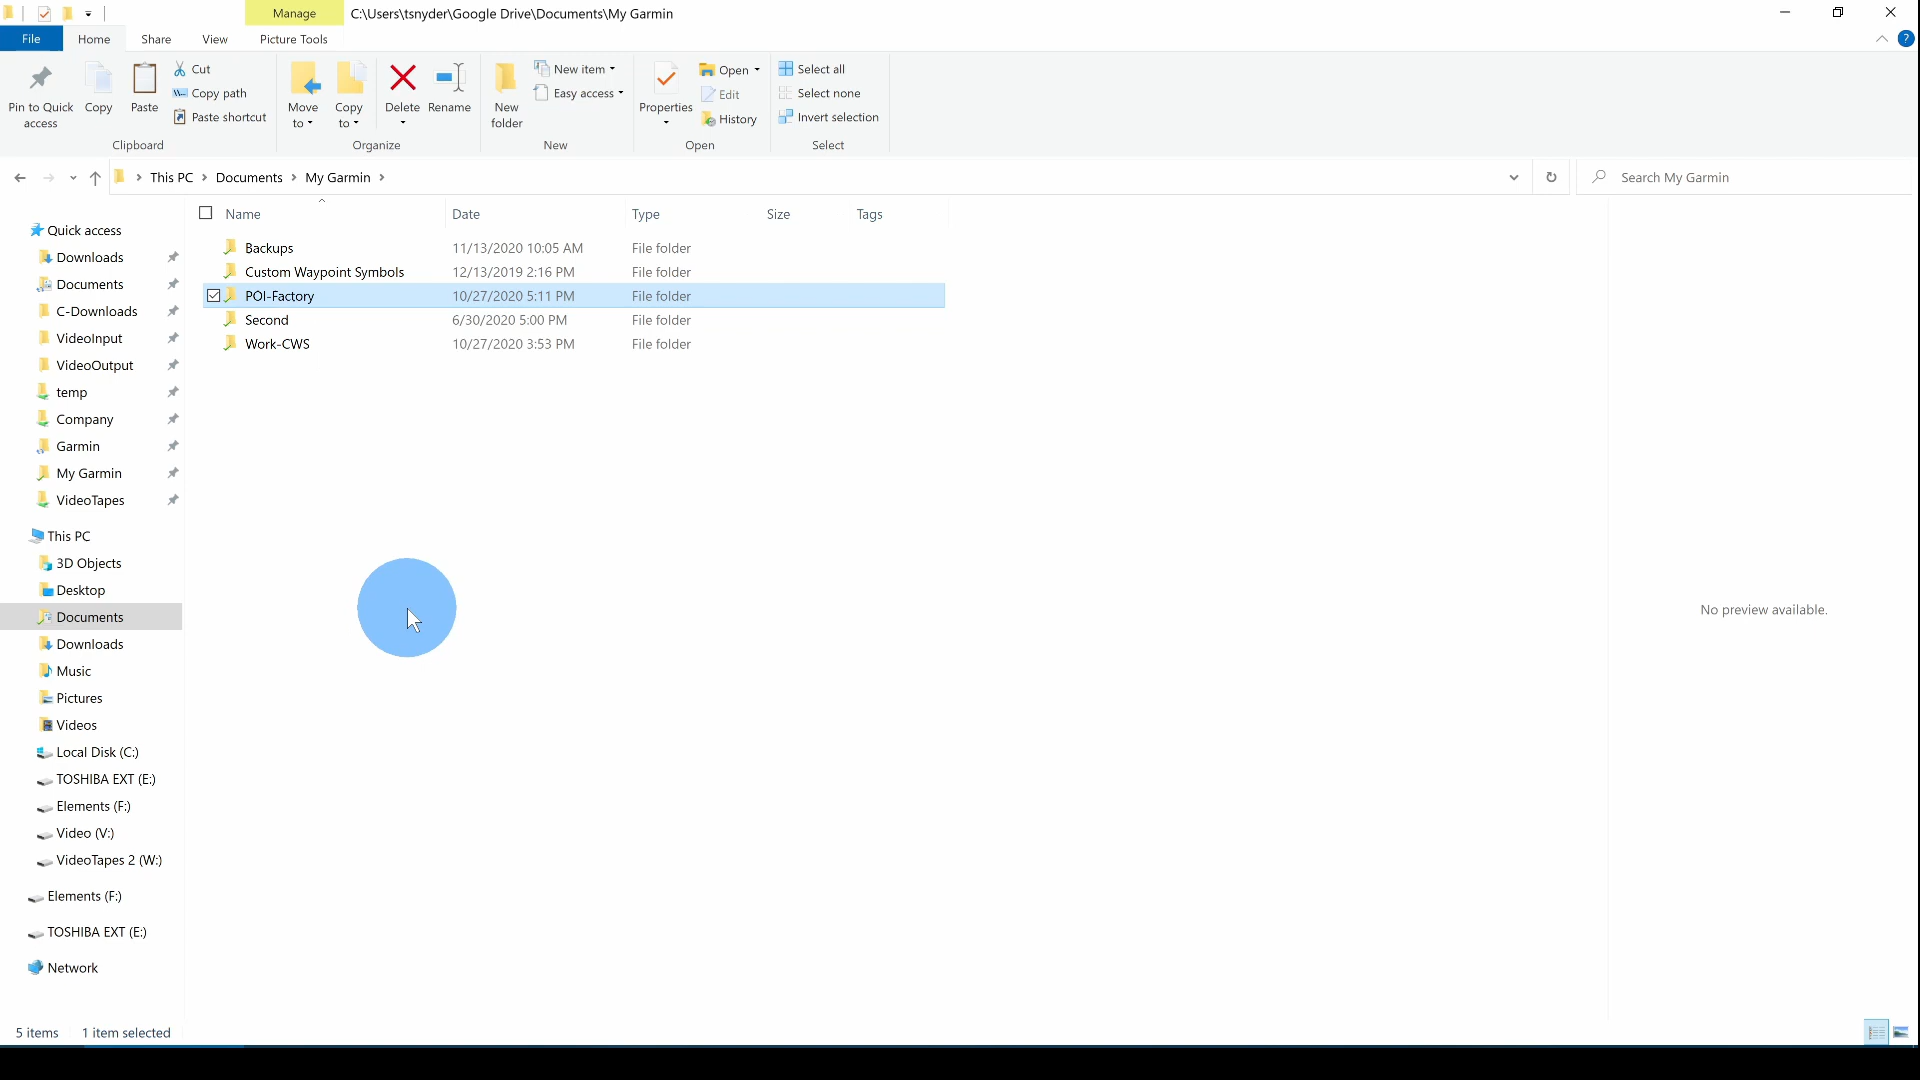 Manage
C:\Users\tsnyder\Google Drive\Documents\My Garmin
File
Home
Share
View
Picture Tools
?
Pin to Quick access
Copy
Paste
Cut
Copy path
Paste shortcut
Move to
Copy to
Delete
Rename
New folder
New item
Easy access
Properties
Open
Edit
History
Select all
Select none
Invert selection
Clipboard
Organize
New
Open
Select
This PC > Documents > My Garmin >
Search My Garmin
Name Date Type Size Tags
Backups 11/13/2020 10:05 AM File folder
Custom Waypoint Symbols 12/13/2019 2:16 PM File folder
POI-Factory 10/27/2020 5:11 PM File folder
Second 6/30/2020 5:00 PM File folder
Work-CWS 10/27/2020 3:53 PM File folder
Quick access
Downloads
Documents
C-Downloads
VideoInput
VideoOutput
temp
Company
Garmin
My Garmin
VideoTapes
This PC
3D Objects
Desktop
Documents
Downloads
Music
Pictures
Videos
Local Disk (C:)
TOSHIBA EXT (E:)
Elements (F:)
Video (V:)
VideoTapes 2 (W:)
Elements (F:)
TOSHIBA EXT (E:)
Network
No preview available.
5 items 1 item selected